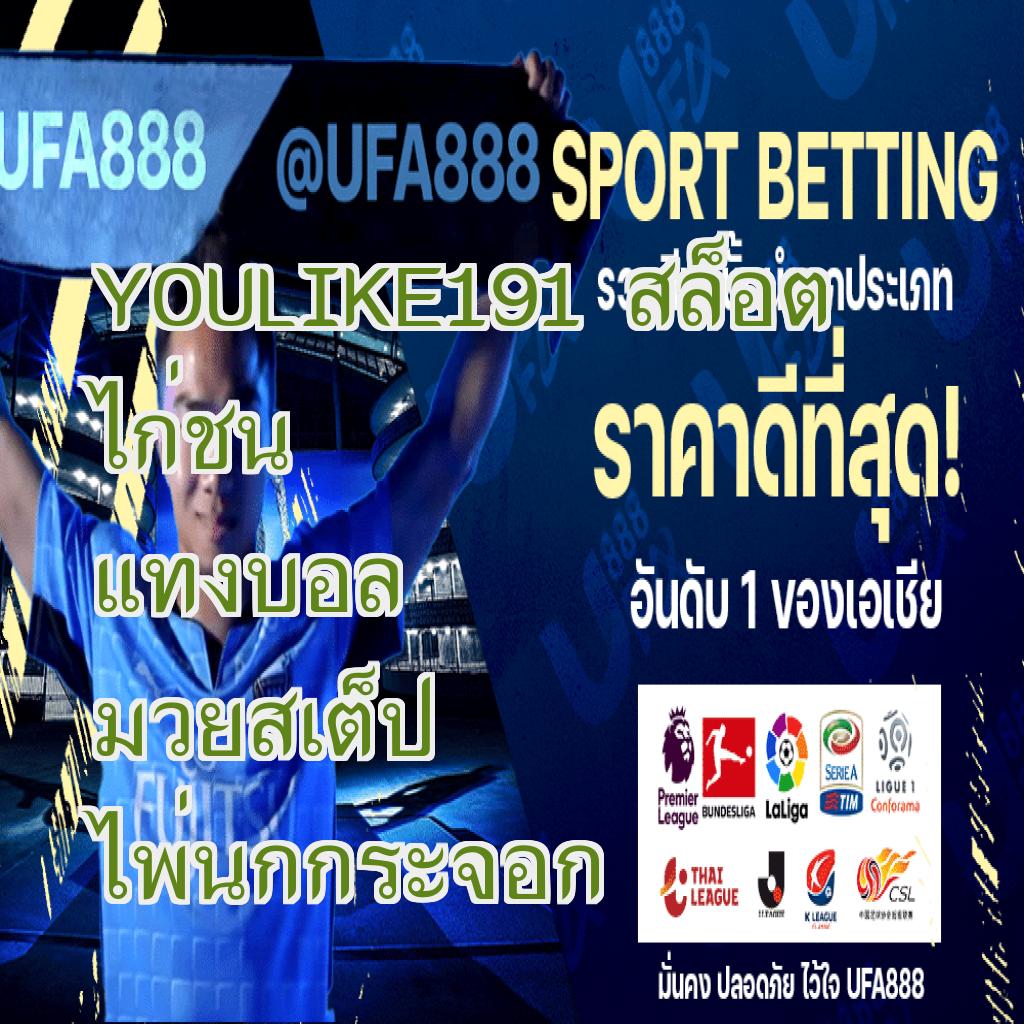 UFA888
@UFA888
SPORT BETTING
YOULIKE191 สล็อต
ไก่ชน
แทงบอล
มวยสเต็ป
ไพ่นกกระจอก
ราคาดีที่สุด!
อันดับ 1 ของเอเชีย
Premier
League
BUNDESLIGA
LaLiga
SERIE A
TIM
LIGUE 1
Conforama
THAI
LEAGUE
J.LEAGUE
K LEAGUE
CSL
มั่นคง ปลอดภัย ไว้ใจ UFA888